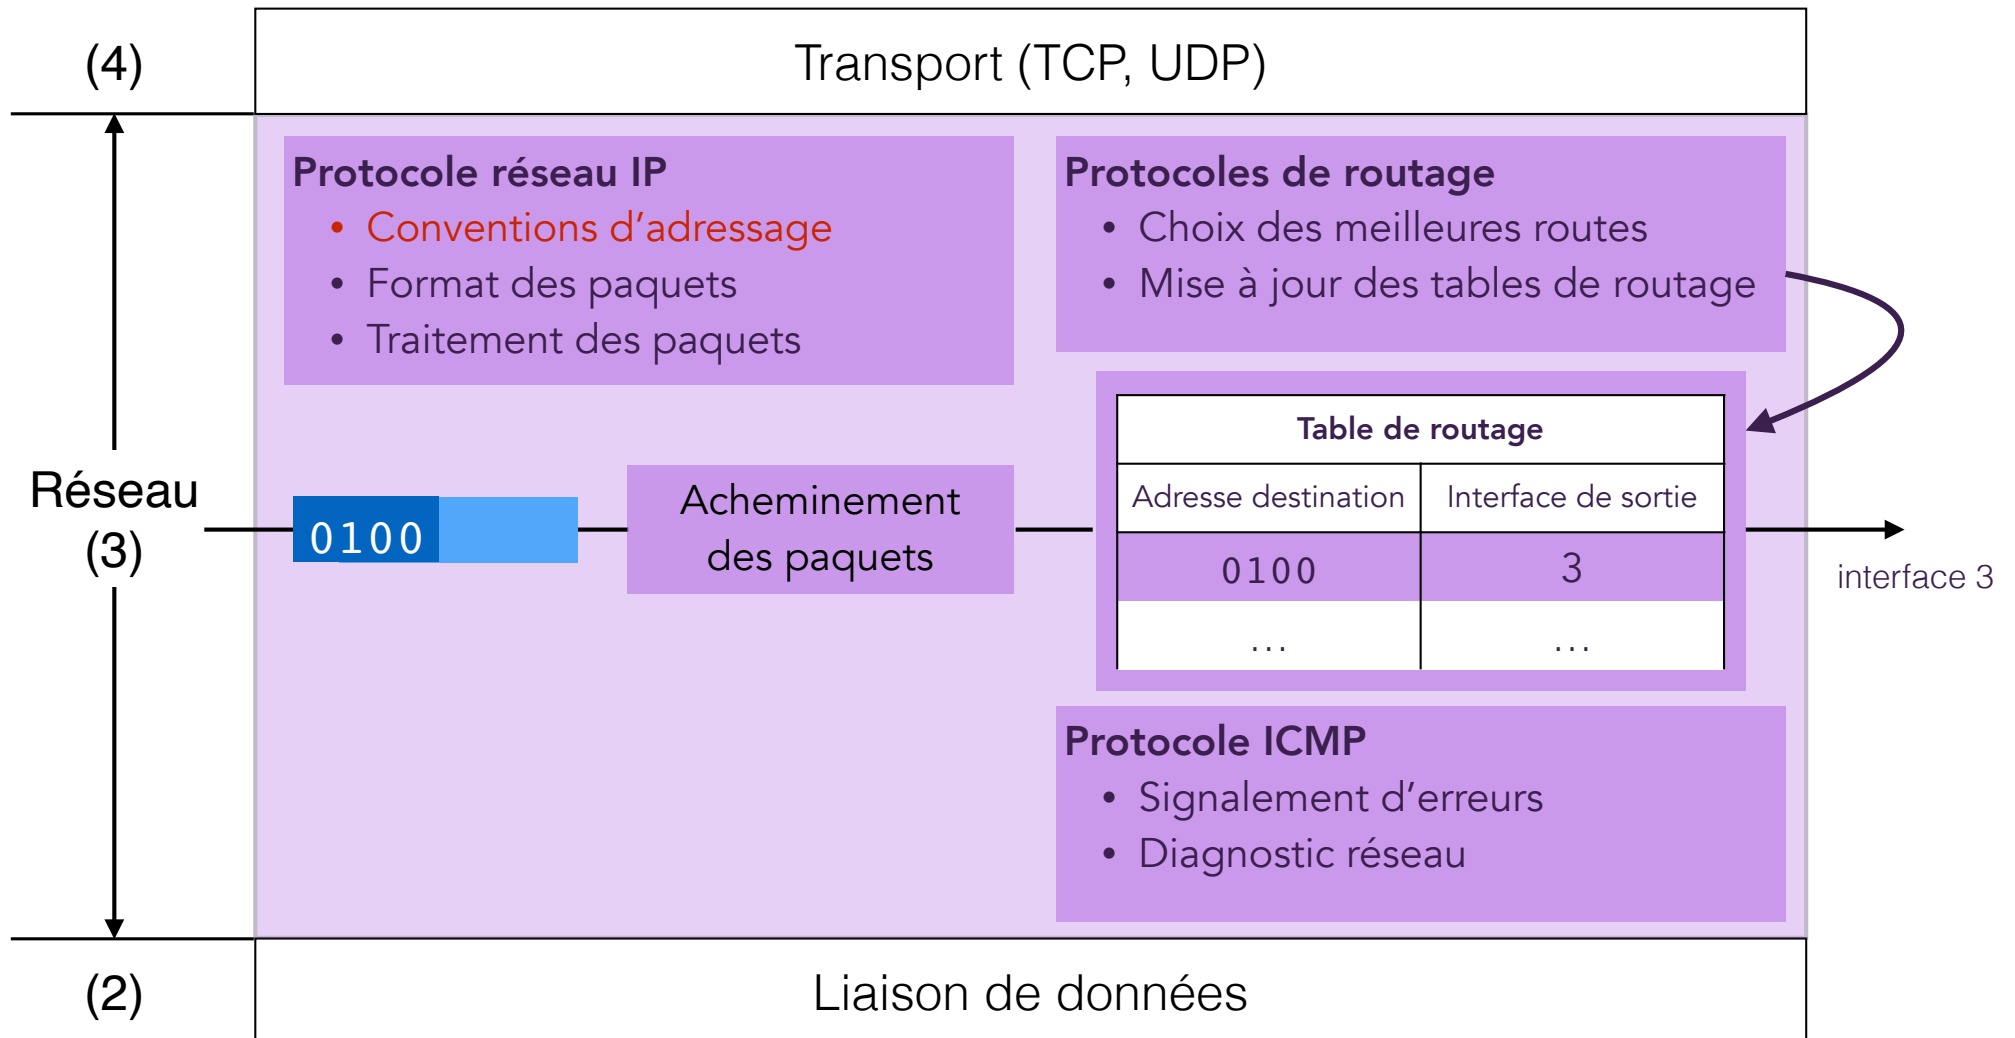 (4)
Transport (TCP, UDP)
Protocole réseau IP
• Conventions d’adressage
• Format des paquets
• Traitement des paquets
Protocoles de routage
• Choix des meilleures routes
• Mise à jour des tables de routage
Réseau
(3)
0100
Acheminement
des paquets
Table de routage
Adresse destination Interface de sortie
0100 3
... ...
interface 3
Protocole ICMP
• Signalement d’erreurs
• Diagnostic réseau
(2)
Liaison de données